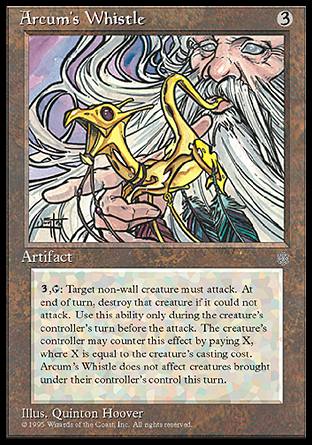 Arcum's Whistle 3
Artifact
3, : Target non-wall creature must attack. At
end of turn, destroy that creature if it could not
attack. Use this ability only during the creature's
controller's turn before the attack. The creature's
controller may counter this effect by paying X,
where X is equal to the creature's casting cost.
Arcum's Whistle does not affect creatures brought
under their controller's control this turn.
Illus. Quinton Hoover
© 1995 Wizards of the Coast, Inc. All rights reserved.